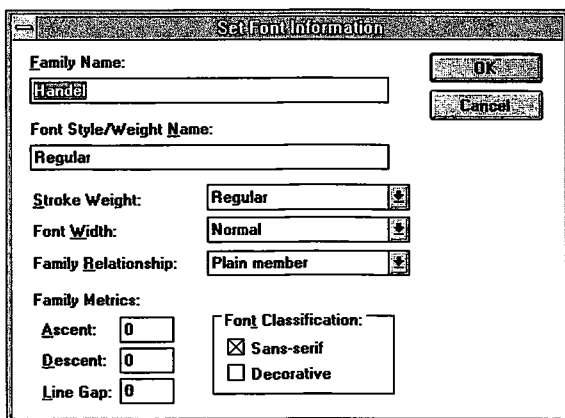 Set Font Information
Family Name:
OK
Handel
Cancel
Font Style/Weight Name:
Regular
Stroke Weight: Regular
Font Width: Normal
Family Relationship: Plain member
Family Metrics:
Font Classification:
Ascent: 0
Sans-serif
Descent: 0
Decorative
Line Gap: 0